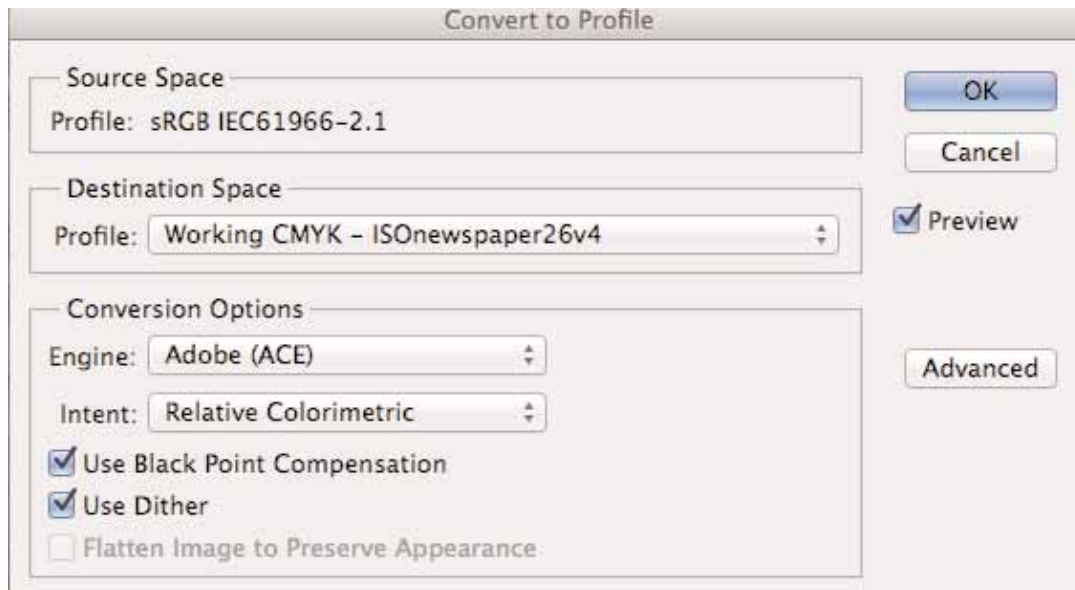 Convert to Profile
Source Space
Profile: sRGB IEC61966-2.1
OK
Cancel
Destination Space
Profile: Working CMYK - ISOnewspaper26v4
Preview
Conversion Options
Engine: Adobe (ACE)
Advanced
Intent: Relative Colorimetric
Use Black Point Compensation
Use Dither
Flatten Image to Preserve Appearance